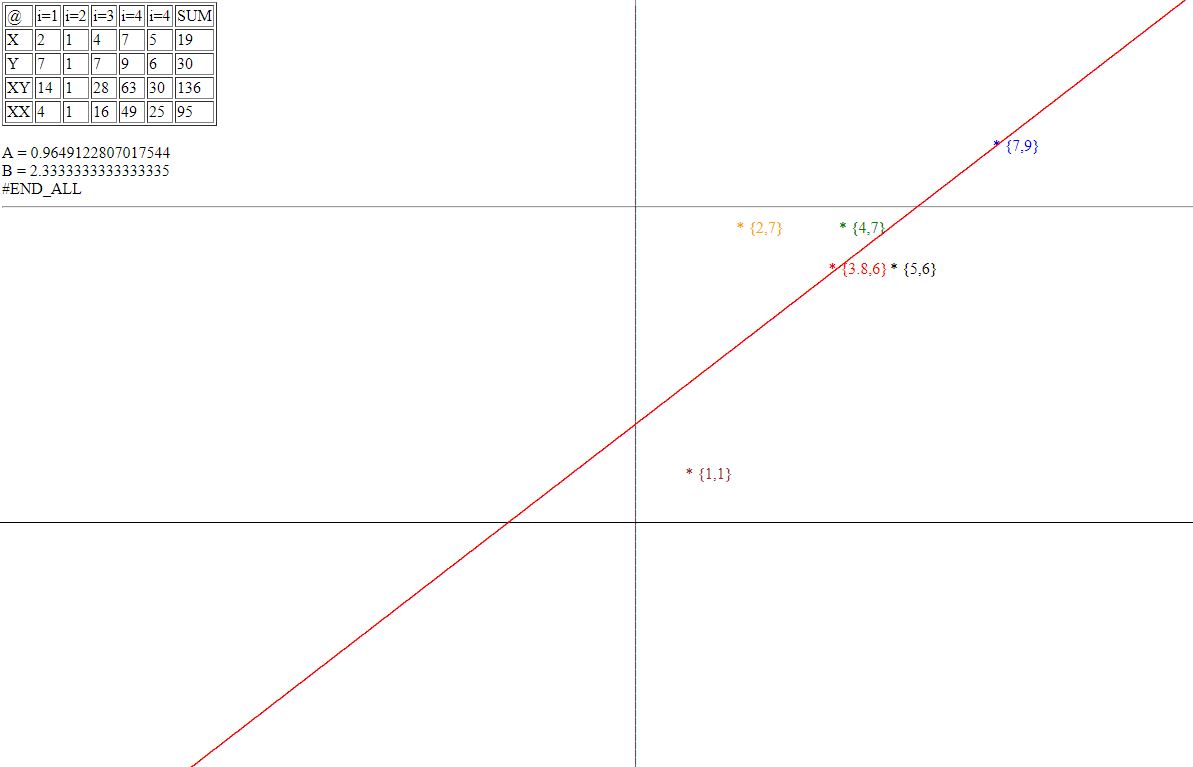 @ i=1 i=2 i=3 i=4 i=4 SUM
X 2 1 4 7 5 19
Y 7 1 7 9 6 30
XY 14 1 28 63 30 136
XX 4 1 16 49 25 95
A = 0.9649122807017544
B = 2.3333333333333335
#END_ALL
* {7,9}
* {2,7} * {4,7}
* {3.8,6} * {5,6}
* {1,1}